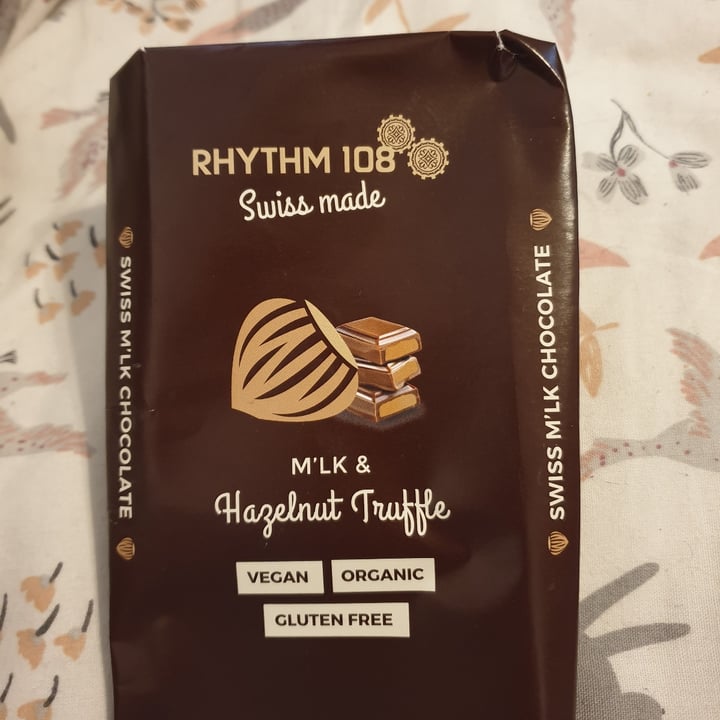 RHYTHM 108
Swiss made
M'LK &
Hazelnut Truffle
VEGAN
ORGANIC
GLUTEN FREE
SWISS M'LK CHOCOLATE
SWISS M'LK CHOCOLATE